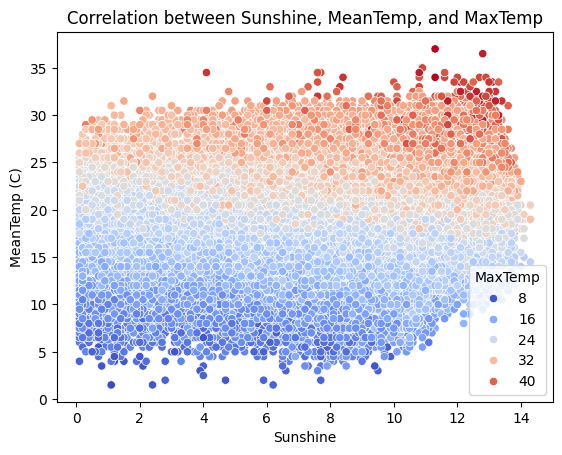 Correlation between Sunshine, MeanTemp, and MaxTemp
MeanTemp (C)
35
30
25
20
15
10
5
0
MaxTemp
8
16
24
32
40
0 2 4 6 8 10 12 14
Sunshine